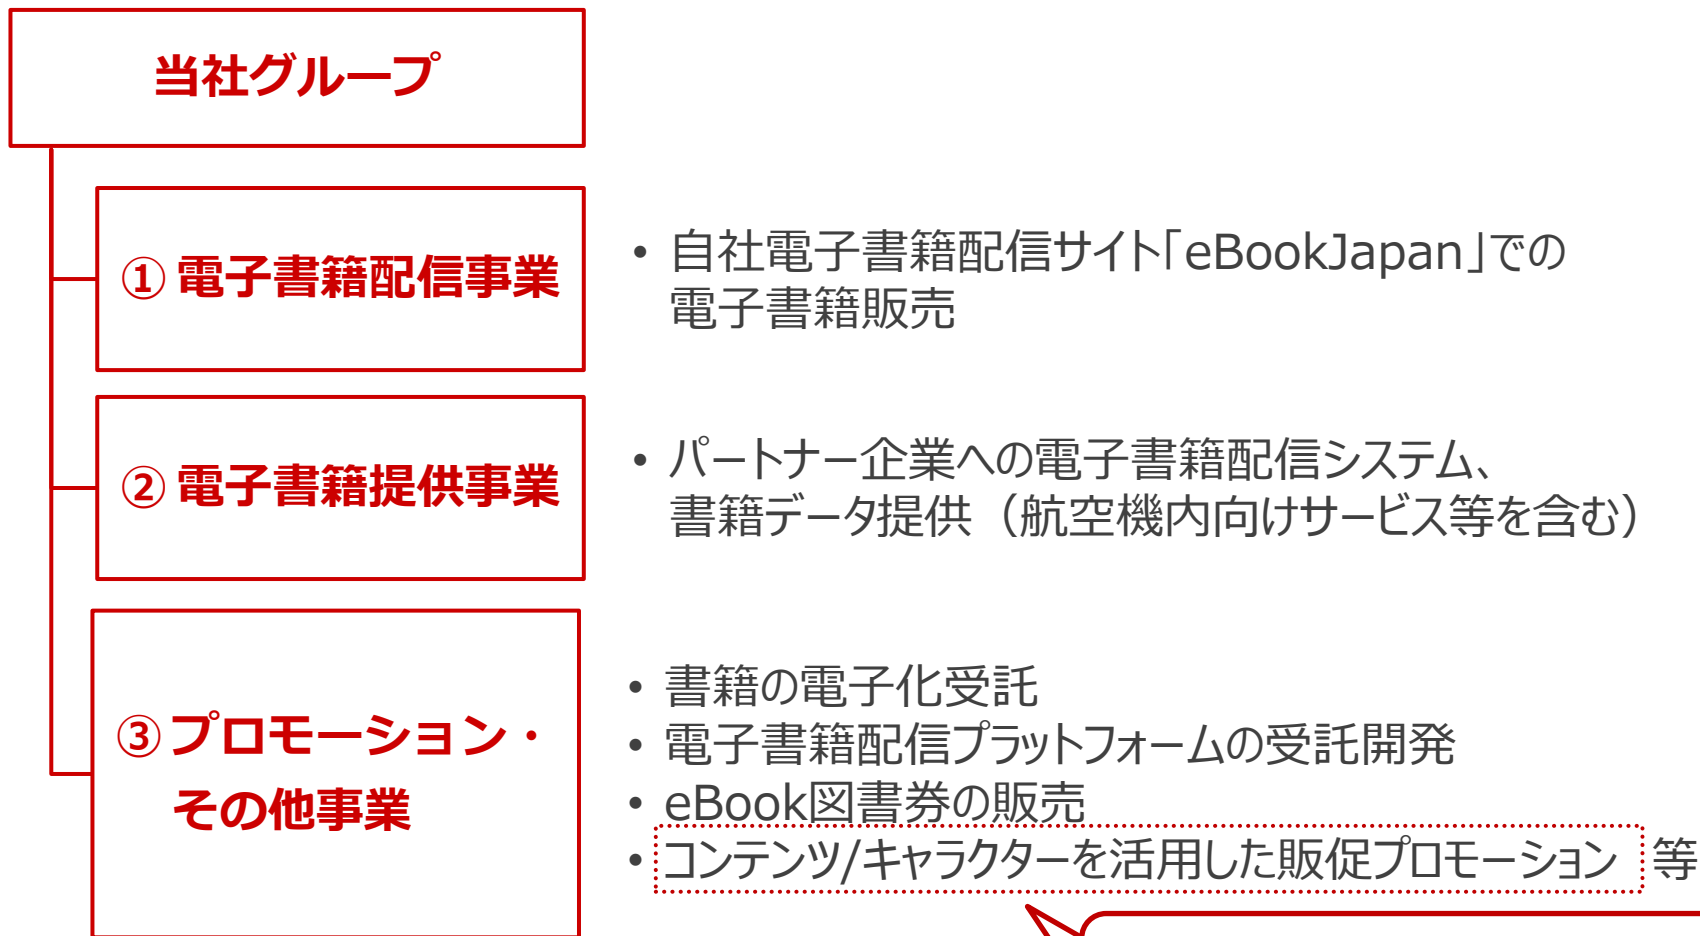 当社グループ
① 電子書籍配信事業
• 自社電子書籍配信サイト「eBookJapan」での
電子書籍販売
② 電子書籍提供事業
• パートナー企業への電子書籍配信システム、
書籍データ提供（航空機内向けサービス等を含む）
③ プロモーション・
その他事業
• 書籍の電子化受託
• 電子書籍配信プラットフォームの受託開発
• eBook図書券の販売
• コンテンツ/キャラクターを活用した販促プロモーション 等